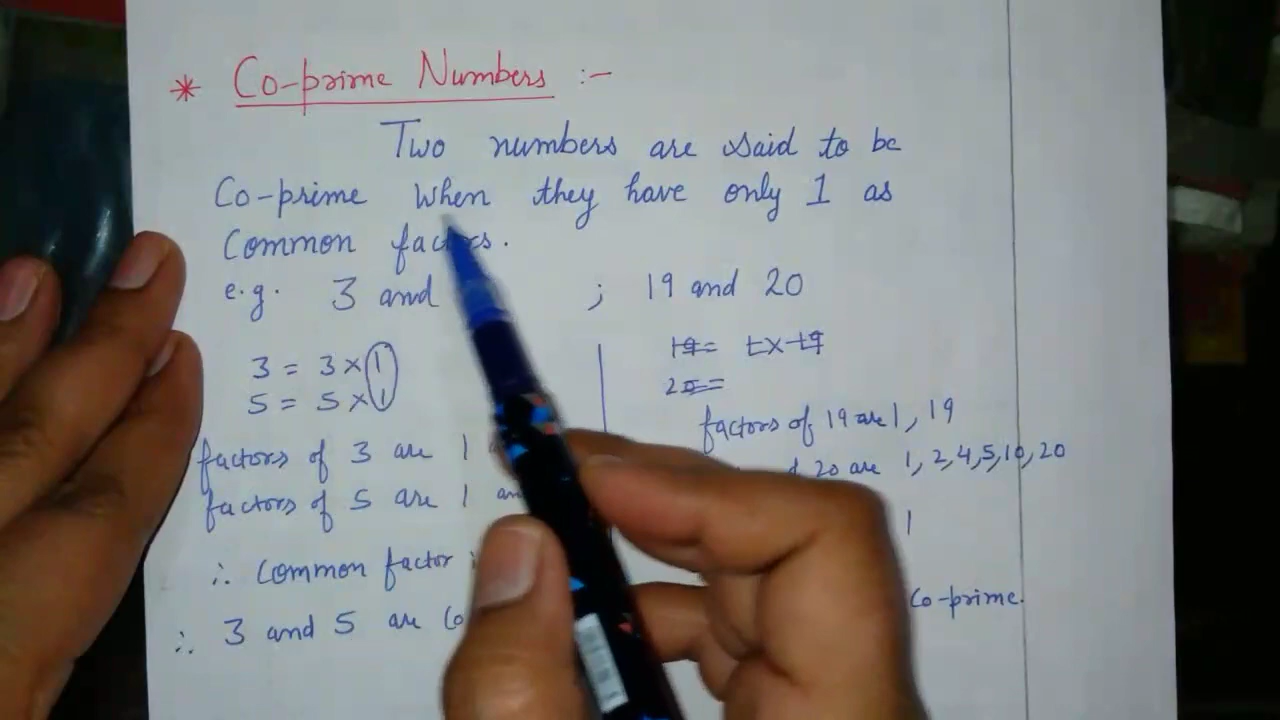 * Co-prime Numbers :-
Two numbers are said to be
Co-prime when they have only 1 as
Common factors.
e.g. 3 and ; 19 and 20
3 = 3 × 1
5 = 5 × 1
factors of 3 are 1
factors of 5 are 1 an
∴ Common factor
∴ 3 and 5 are Co
19 = 1 × 19
20 =
factors of 19 are 1, 19
20 are 1, 2, 4, 5, 10, 20
1
Co-prime.